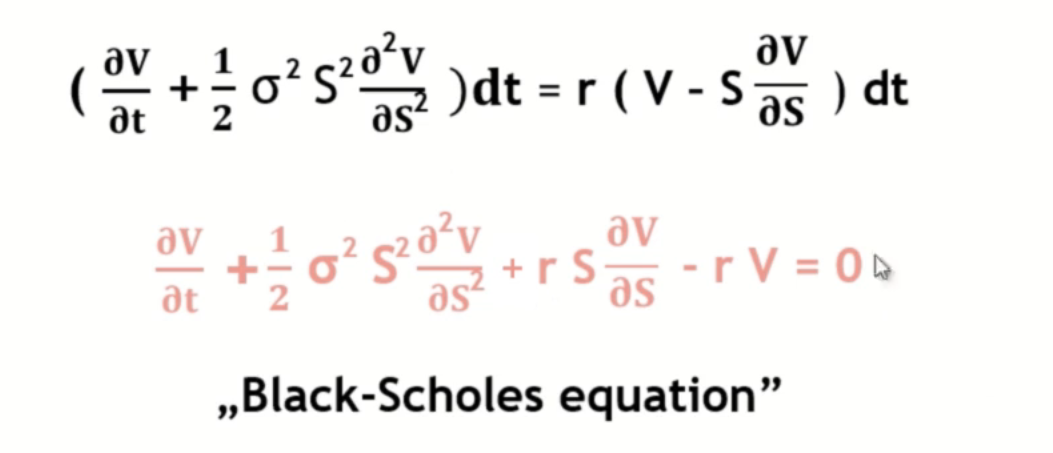 ( ∂V/∂t + 1/2 σ² S² ∂²V/∂S² )dt = r ( V - S ∂V/∂S ) dt
∂V/∂t + 1/2 σ² S² ∂²V/∂S² + r S ∂V/∂S - r V = 0
„Black-Scholes equation”